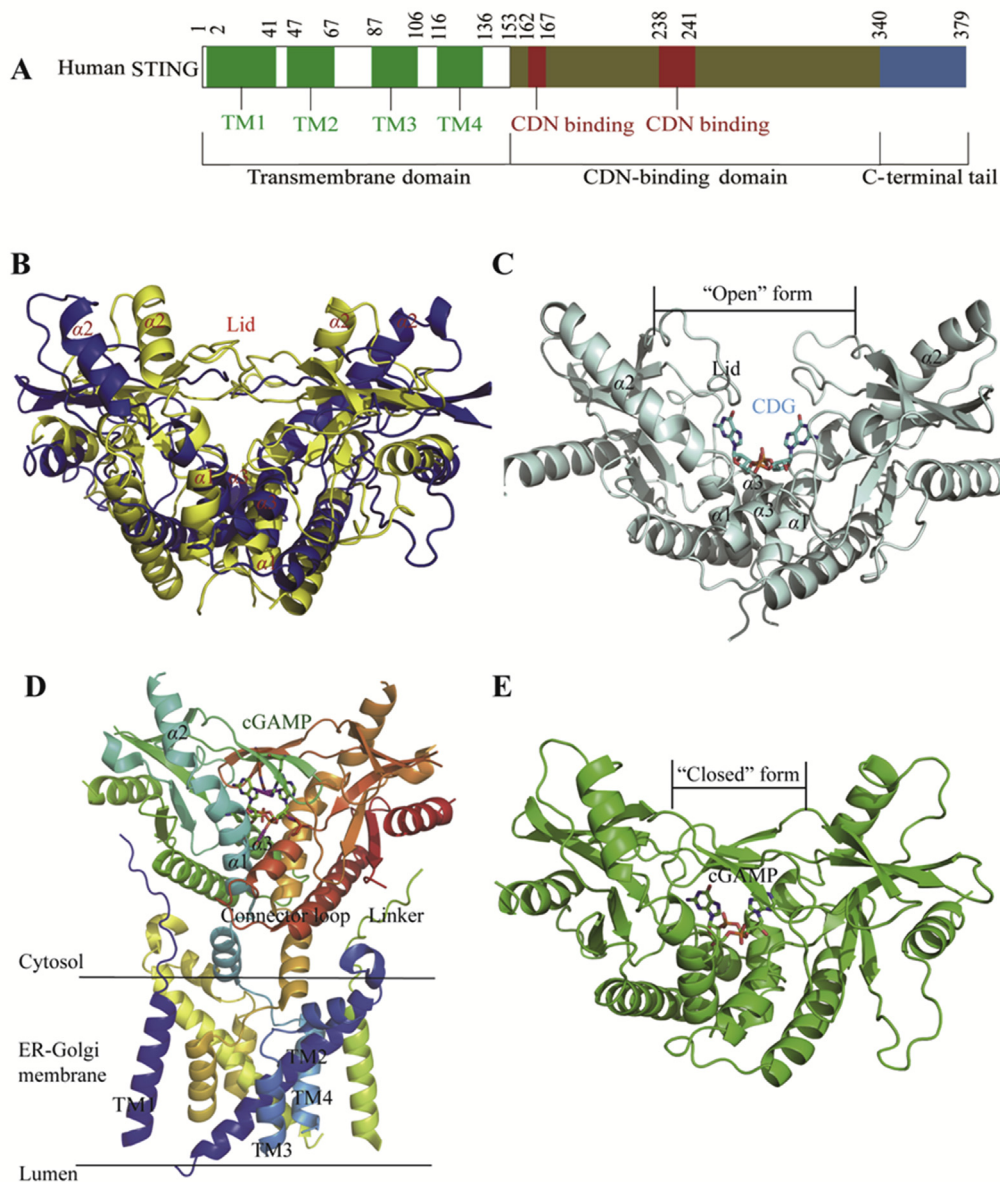 1 2 41 47 67 87 106 116 136 153 162 167 238 241 340 379
A
Human STING
TM1 TM2 TM3 TM4 CDN binding CDN binding
Transmembrane domain CDN-binding domain C-terminal tail
B
α2 α2 Lid α2 α2
α4
C
“Open” form
Lid
α2
α2
CDG
α3
α3
α1 α1
D
α2 cGAMP
α3
α1
Connector loop Linker
Cytosol
ER-Golgi
membrane
TM2
TM1 TM4
TM3
Lumen
E
“Closed” form
cGAMP